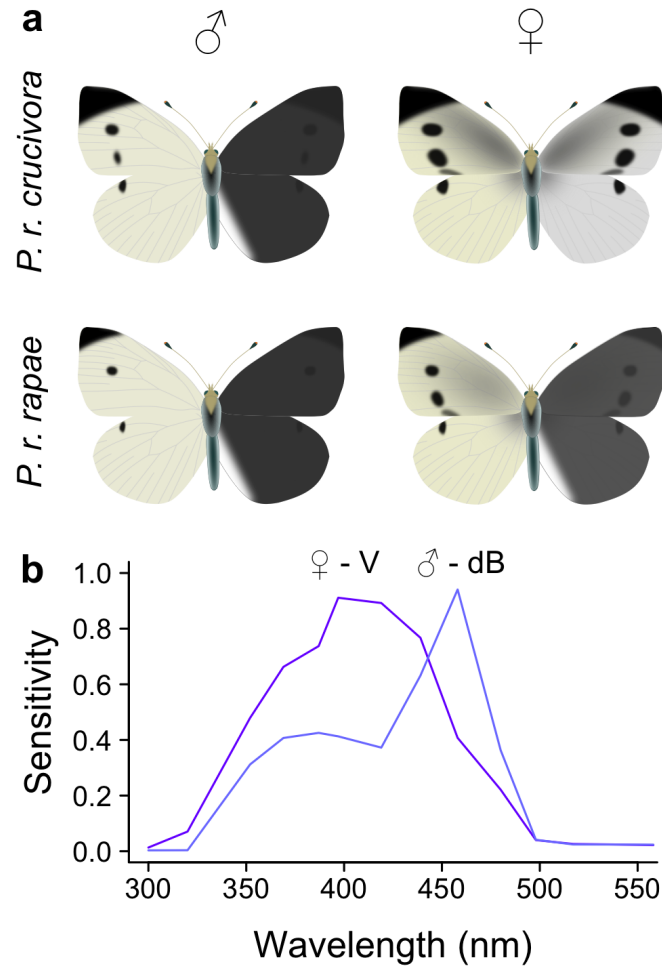 a
♂ ♀
P. r. crucivora
P. r. rapae
b
♀ - V ♂ - dB
1.0
0.8
0.6
0.4
0.2
0.0
Sensitivity
300 350 400 450 500 550
Wavelength (nm)